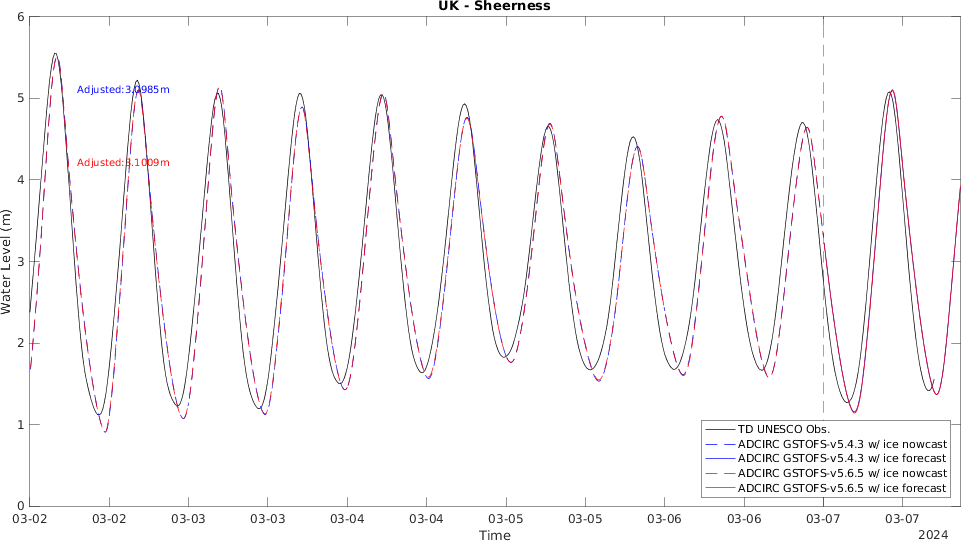 UK - Sheerness
6
5
4
3
2
1
0
Water Level (m)
Adjusted:3.0985m
Adjusted:3.1009m
TD UNESCO Obs.
ADCIRC GSTOFS-v5.4.3 w/ ice nowcast
ADCIRC GSTOFS-v5.4.3 w/ ice forecast
ADCIRC GSTOFS-v5.6.5 w/ ice nowcast
ADCIRC GSTOFS-v5.6.5 w/ ice forecast
03-02 03-02 03-03 03-03 03-04 03-04 03-05 03-05 03-06 03-06 03-07 03-07
Time
2024